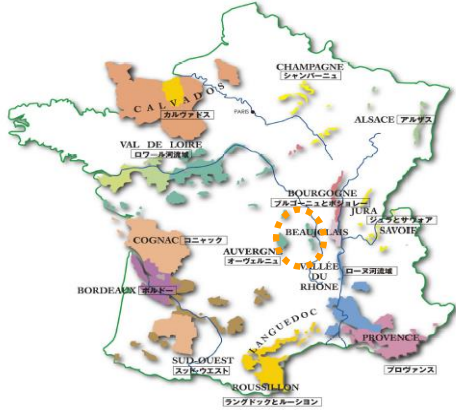 CHAMPAGNE
シャンパーニュ
CALVADOS
カルヴァドス
PARIS
ALSACE アルザス
VAL DE LOIRE
ロワール河流域
BOURGOGNE
ブルゴーニュとボジョレー
JURA
ジュラとサヴォア
SAVOIE
BEAUJOLAIS
COGNAC コニャック
AUVERGNE
オーヴェルニュ
VALLÉE
DU
RHÔNE
ローヌ河流域
BORDEAUX ボルドー
LANGUEDOC
PROVENCE
プロヴァンス
SUD-OUEST
スッド・ウエスト
ROUSSILLON
ラングドックとルーシヨン